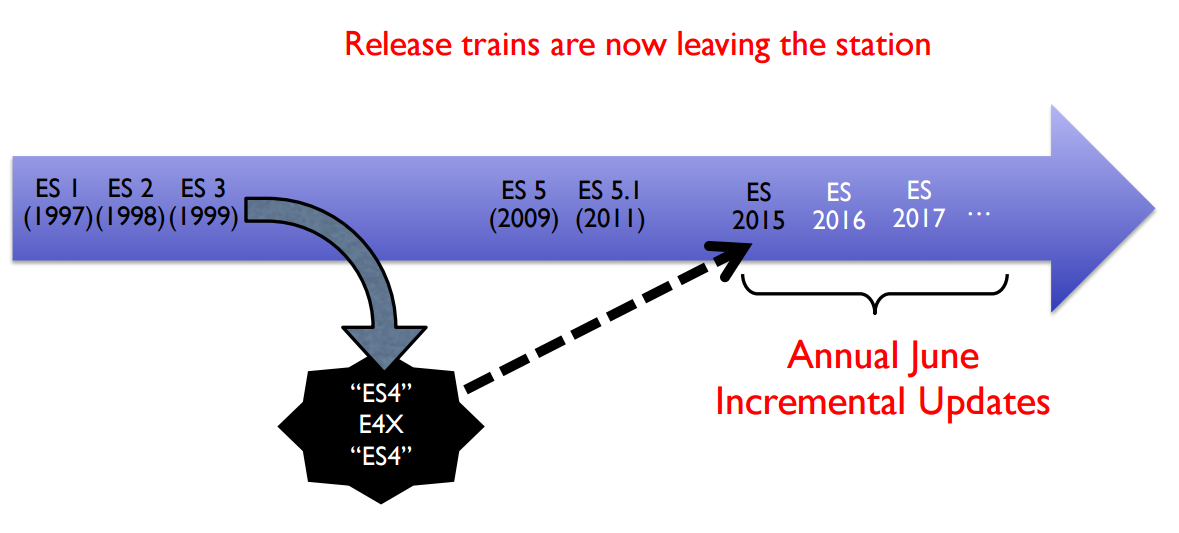 Release trains are now leaving the station
ES 1 ES 2 ES 3 ES 5 ES 5.1 ES ES ES
(1997)(1998)(1999) (2009) (2011) 2015 2016 2017 ...
Annual June
Incremental Updates
“ES4”
E4X
“ES4”